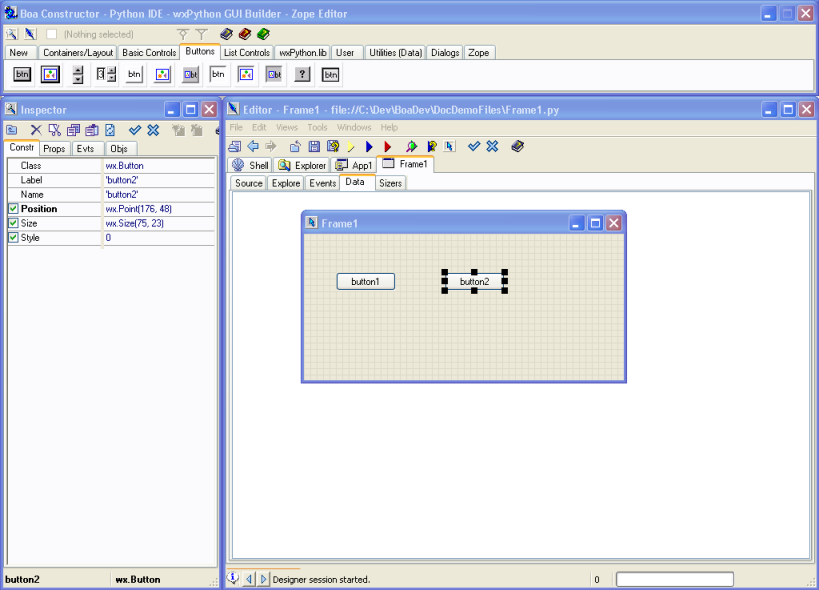 Boa Constructor - Python IDE - wxPython GUI Builder - Zope Editor
(Nothing selected)
New Containers/Layout Basic Controls Buttons List Controls wxPython.lib User Utilities (Data) Dialogs Zope
btn 3 btn btn btn ? btn
Inspector
Constr Props Evts Objs
Class wx.Button
Label 'button2'
Name 'button2'
Position wx.Point(176, 48)
Size wx.Size(75, 23)
Style 0
button2 wx.Button
Editor - Frame1 - file://C:\Dev\BoaDev\DocDemoFiles\Frame1.py
File Edit Views Tools Windows Help
Shell Explorer App1 Frame1
Source Explore Events Data Sizers
Frame1
button1 button2
Designer session started. 0